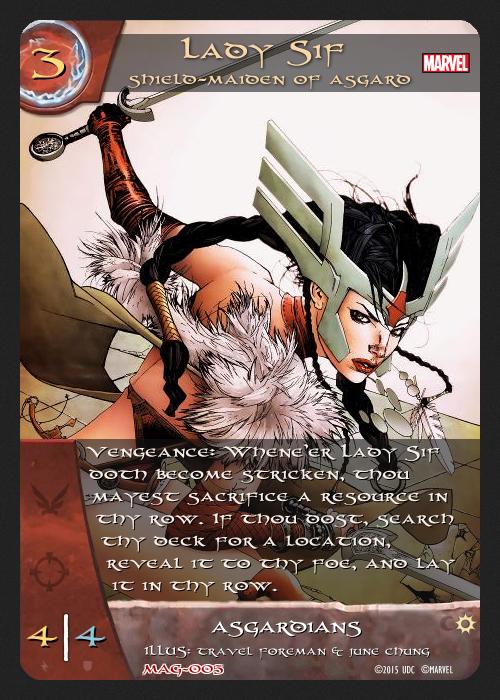 3
Lady Sif
MARVEL
Shield-Maiden of Asgard
Vengeance: Whene'er Lady Sif
doth become stricken, thou
mayest sacrifice a resource in
thy row. If thou dost, search
thy deck for a location,
reveal it to thy foe, and lay
it in thy row.
4|4
Asgardians
Illus: Travel Foreman & June Chung
MAG-003
©2015 UDC ©MARVEL